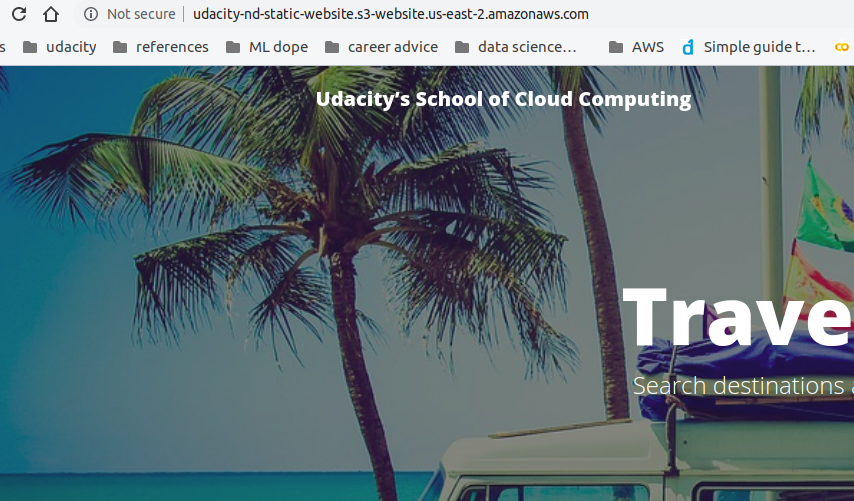 Not secure udacity-nd-static-website.s3-website.us-east-2.amazonaws.com
s udacity references ML dope career advice data science… AWS Simple guide t…
Udacity’s School of Cloud Computing
Trave
Search destinations